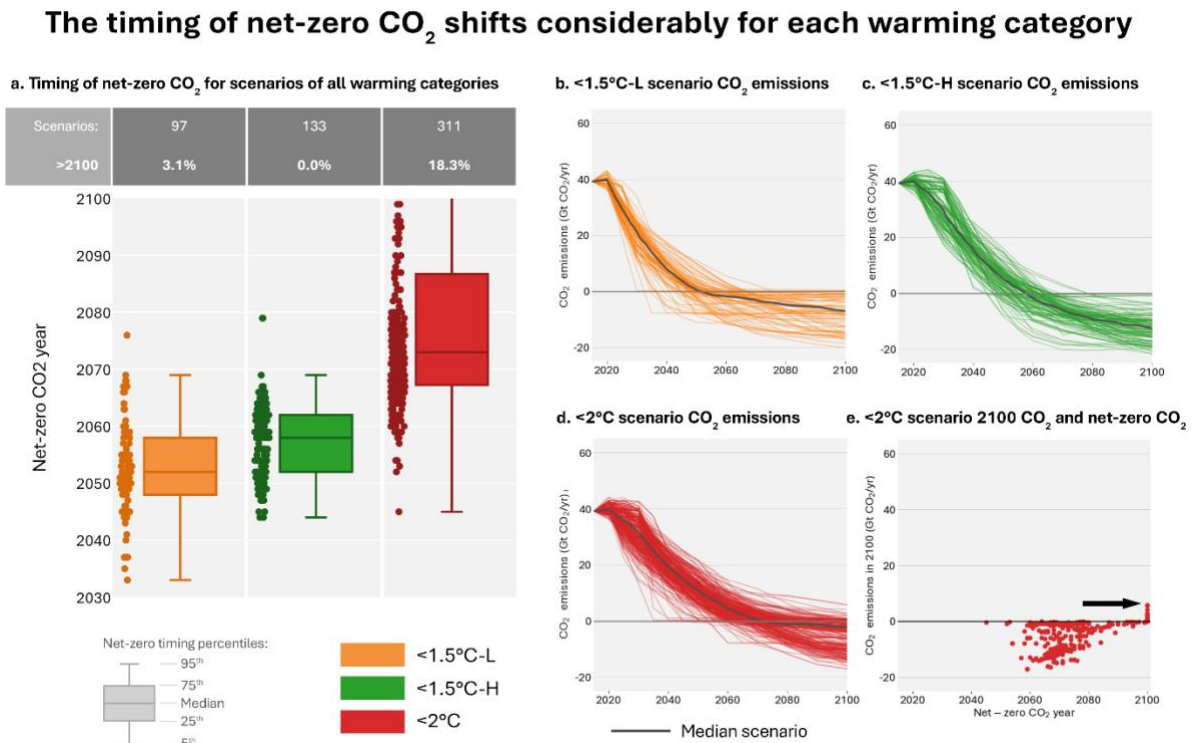 The timing of net-zero CO₂ shifts considerably for each warming category
a. Timing of net-zero CO₂ for scenarios of all warming categories
Scenarios: 97 133 311
>2100 3.1% 0.0% 18.3%
Net-zero CO2 year
2100
2090
2080
2070
2060
2050
2040
2030
Net-zero timing percentiles:
95th
75th
Median
25th
5th
<1.5°C-L
<1.5°C-H
<2°C
b. <1.5°C-L scenario CO₂ emissions
CO₂ emissions (Gt CO₂/yr)
60
40
20
0
-20
2020 2040 2060 2080 2100
c. <1.5°C-H scenario CO₂ emissions
CO₂ emissions (Gt CO₂/yr)
60
40
20
0
-20
2020 2040 2060 2080 2100
d. <2°C scenario CO₂ emissions
CO₂ emissions (Gt CO₂/yr)
60
40
20
0
-20
2020 2040 2060 2080 2100
Median scenario
e. <2°C scenario 2100 CO₂ and net-zero CO₂
CO₂ emissions in 2100 (Gt CO₂/yr)
60
40
20
0
-20
2020 2040 2060 2080 2100
Net – zero CO₂ year